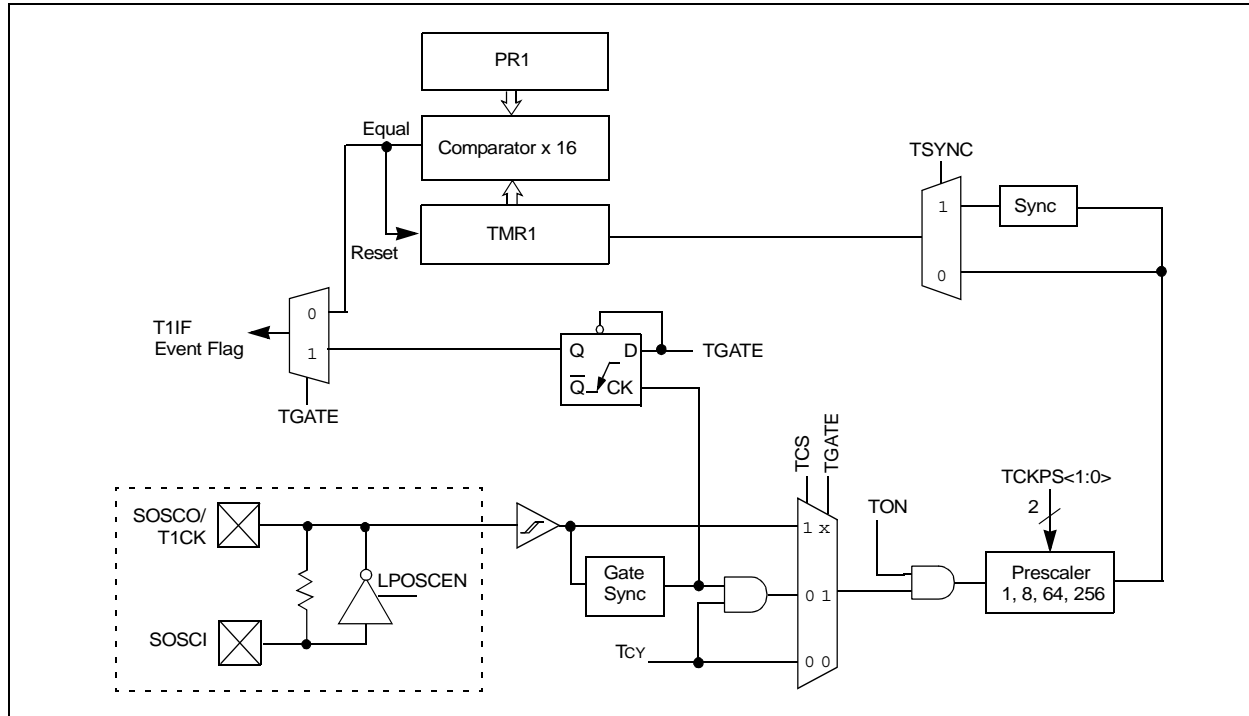 PR1
Equal
Comparator x 16
TSYNC
1
Sync
TMR1
Reset
0
0
T1IF
Event Flag
1
Q
D
TGATE
Q̅
CK
TGATE
TCS
TGATE
TCKPS<1:0>
SOSCO/
T1CK
TON
2
1 x
LPOSCEN
Gate
Sync
Prescaler
1, 8, 64, 256
0 1
SOSCI
TCY
0 0